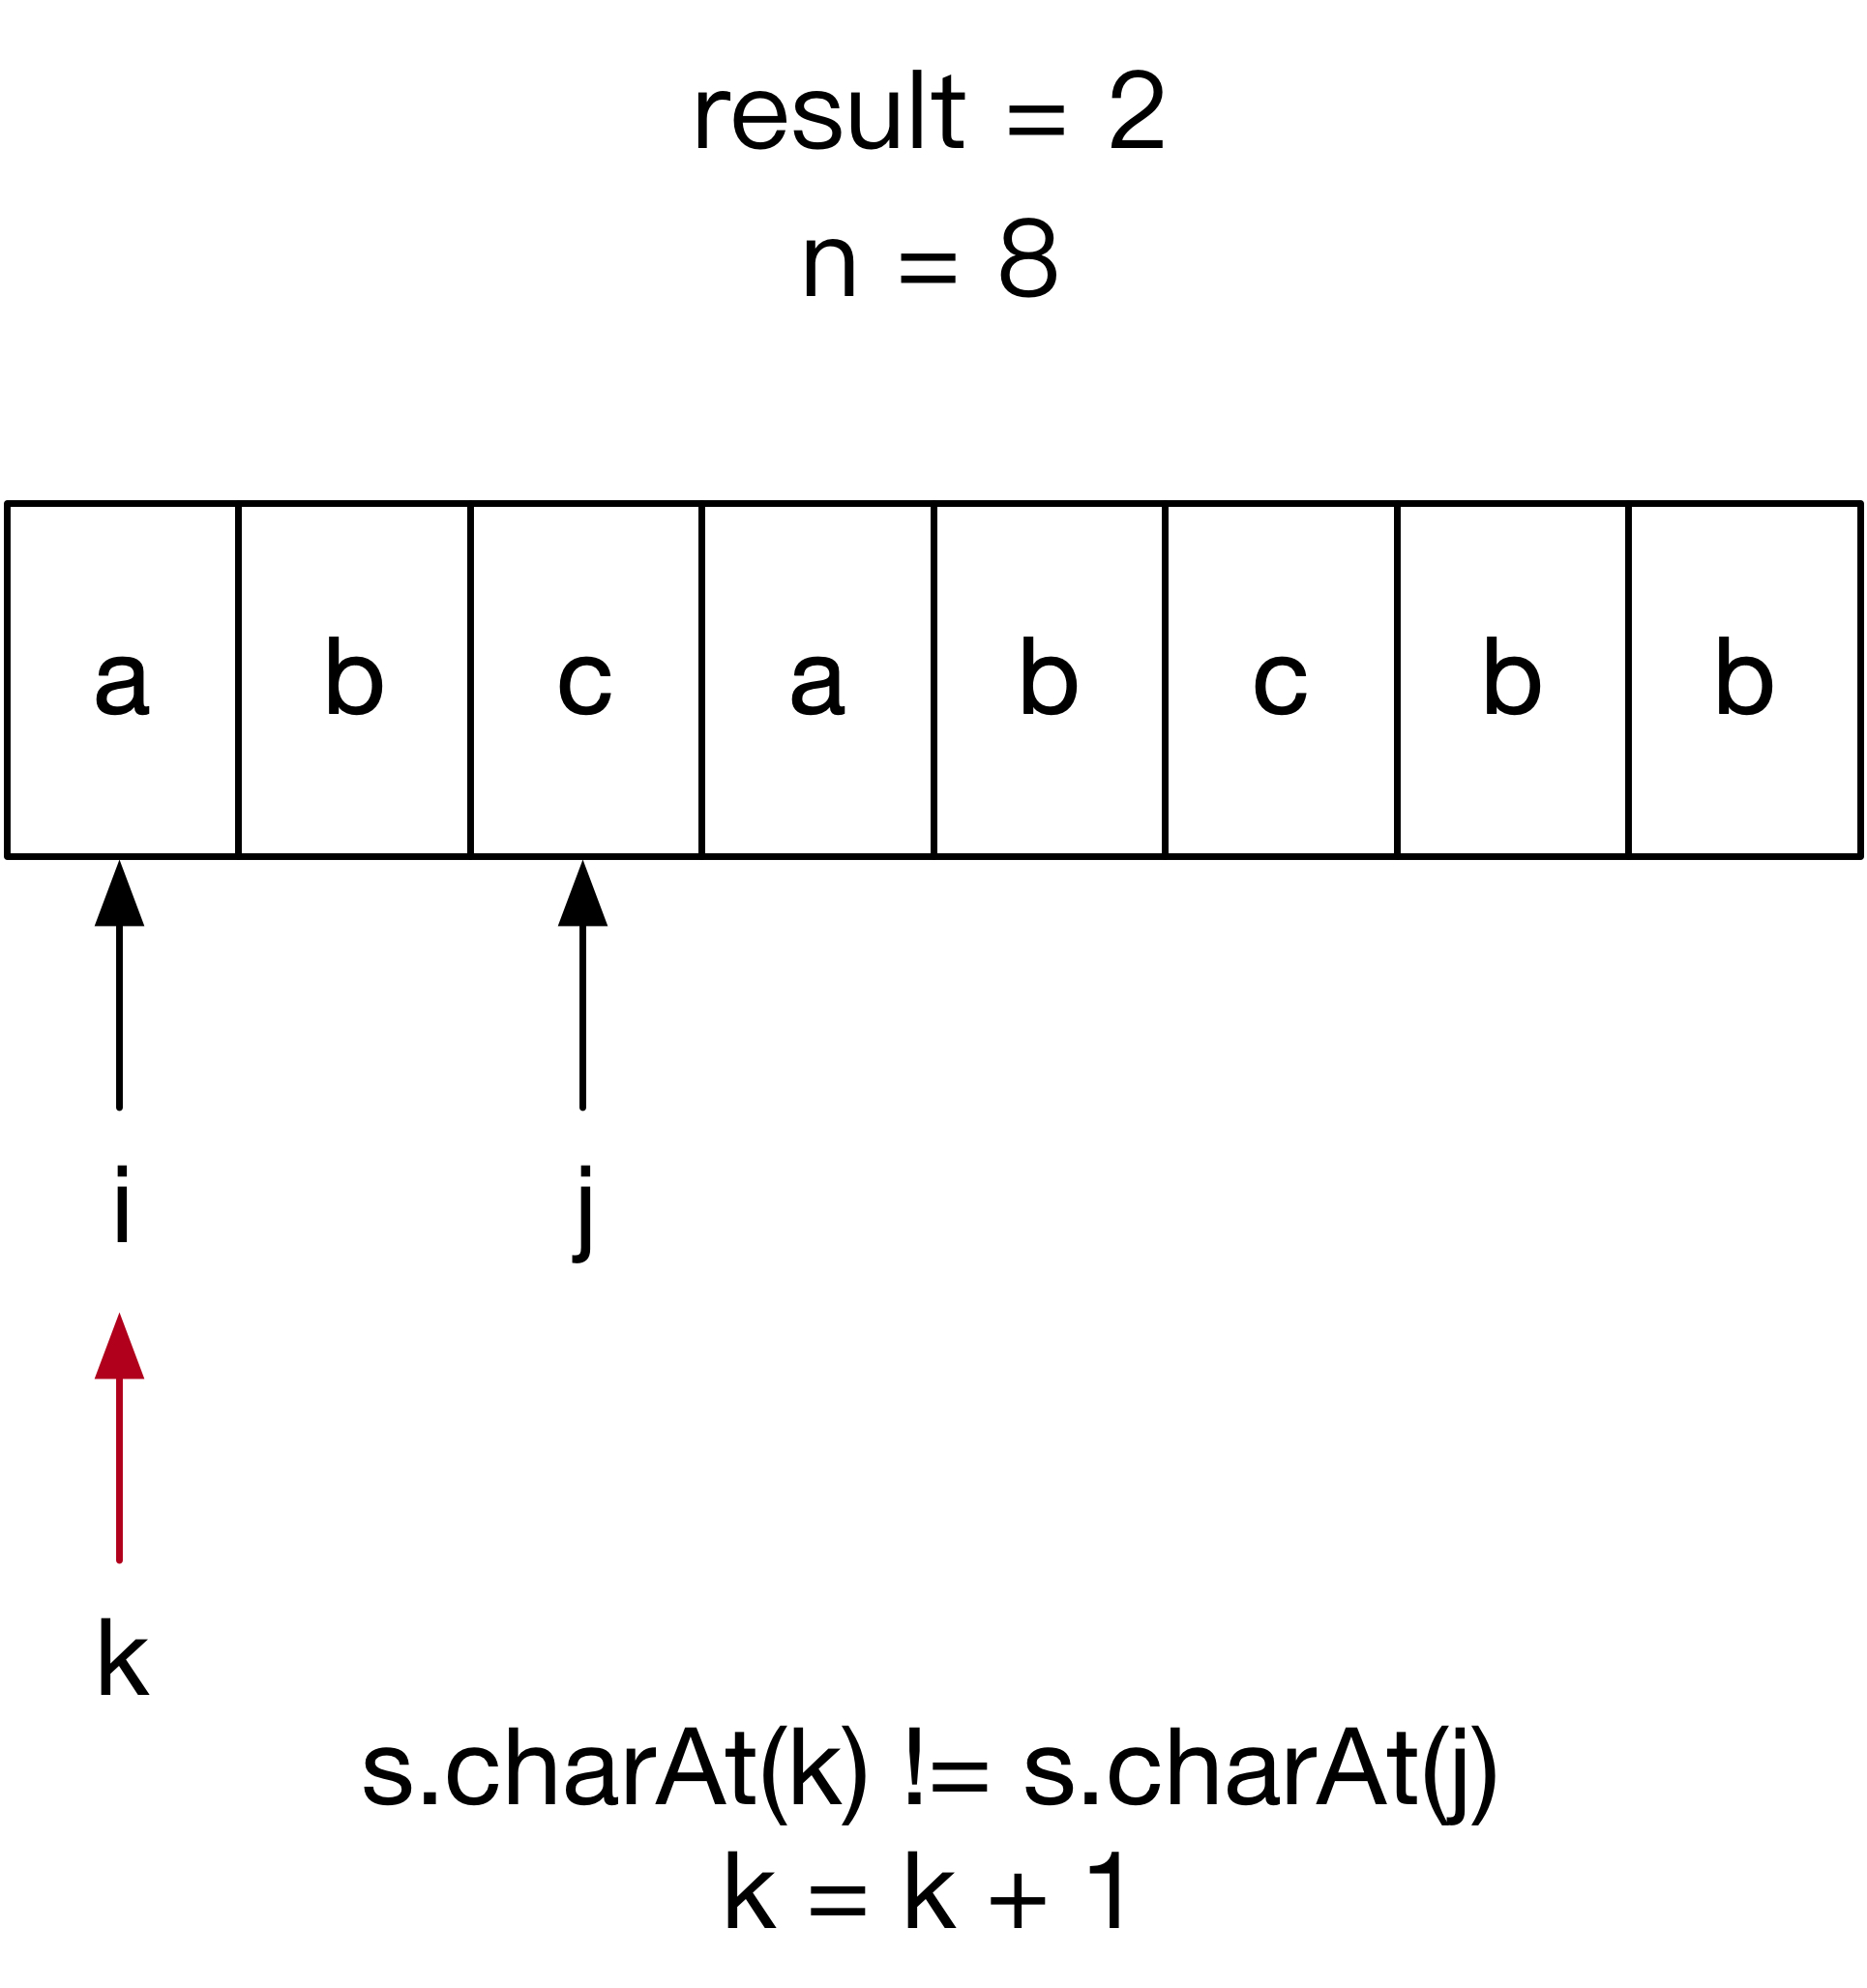 result = 2
n = 8
a b c a b c b b
i j
k
s.charAt(k) != s.charAt(j)
k = k + 1